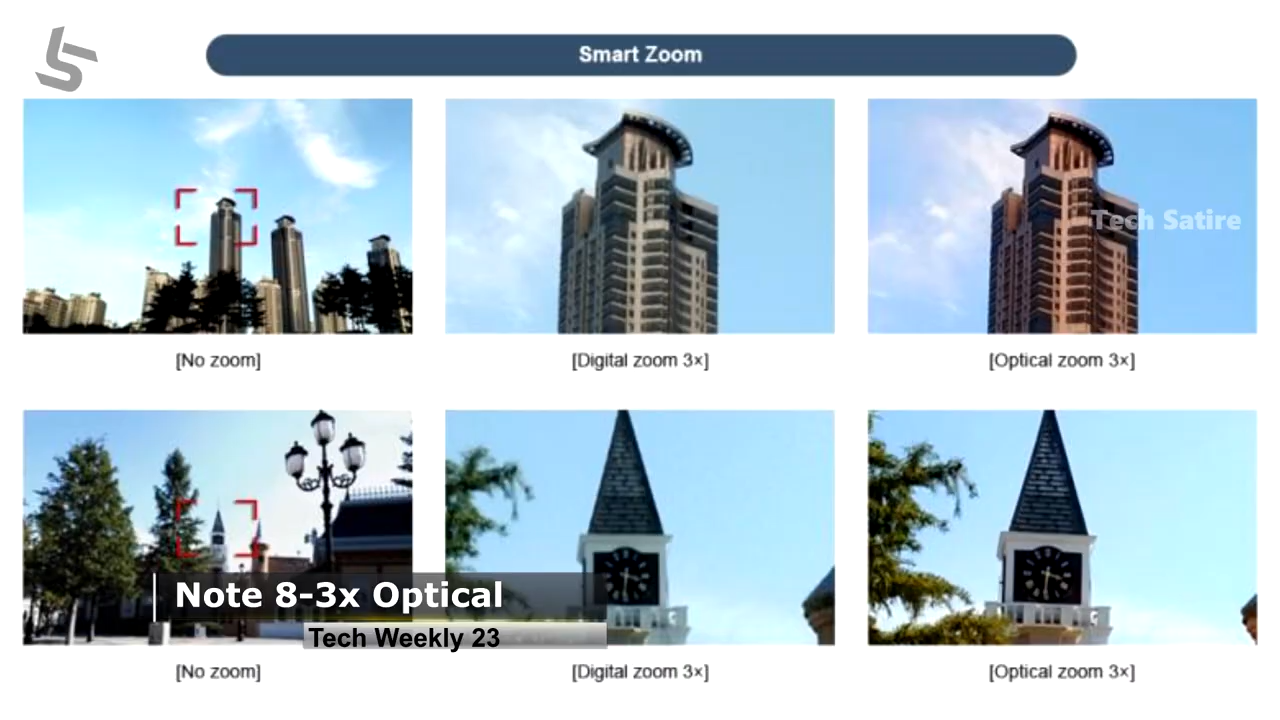 Smart Zoom
Tech Satire
[No zoom]
[Digital zoom 3×]
[Optical zoom 3×]
Note 8-3x Optical
Tech Weekly 23
[No zoom]
[Digital zoom 3×]
[Optical zoom 3×]